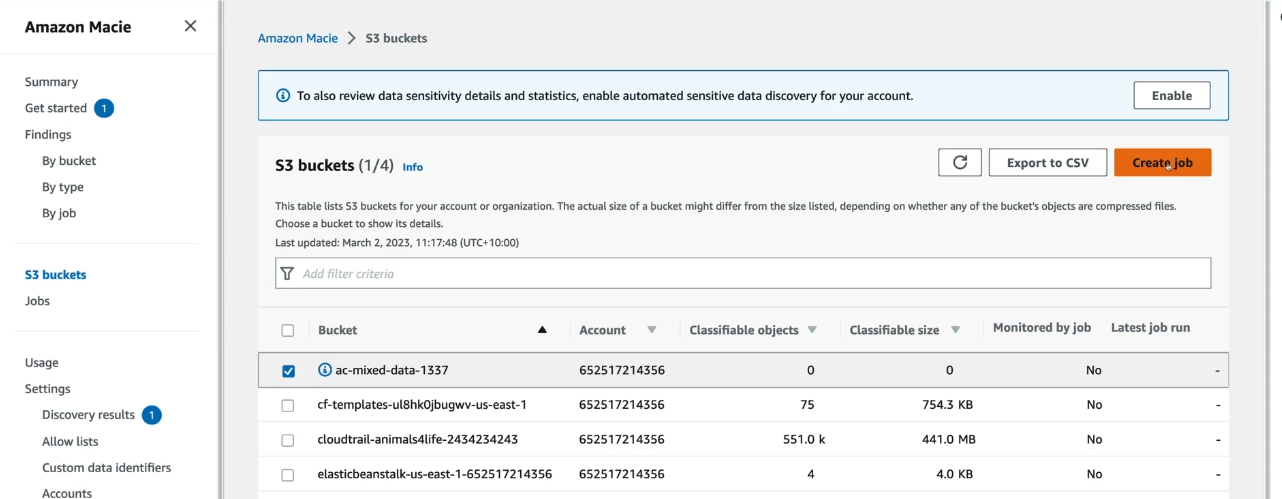 Amazon Macie
Summary
Get started 1
Findings
By bucket
By type
By job
S3 buckets
Jobs
Usage
Settings
Discovery results 1
Allow lists
Custom data identifiers
Accounts
Amazon Macie > S3 buckets
To also review data sensitivity details and statistics, enable automated sensitive data discovery for your account.
Enable
S3 buckets (1/4) Info
Export to CSV
Create job
This table lists S3 buckets for your account or organization. The actual size of a bucket might differ from the size listed, depending on whether any of the bucket's objects are compressed files.
Choose a bucket to show its details.
Last updated: March 2, 2023, 11:17:48 (UTC+10:00)
Add filter criteria
Bucket Account Classifiable objects Classifiable size Monitored by job Latest job run
ac-mixed-data-1337 652517214356 0 0 No -
cf-templates-ul8hk0jbugwv-us-east-1 652517214356 75 754.3 KB No -
cloudtrail-animals4life-2434234243 652517214356 551.0 k 441.0 MB No -
elasticbeanstalk-us-east-1-652517214356 652517214356 4 4.0 KB No -